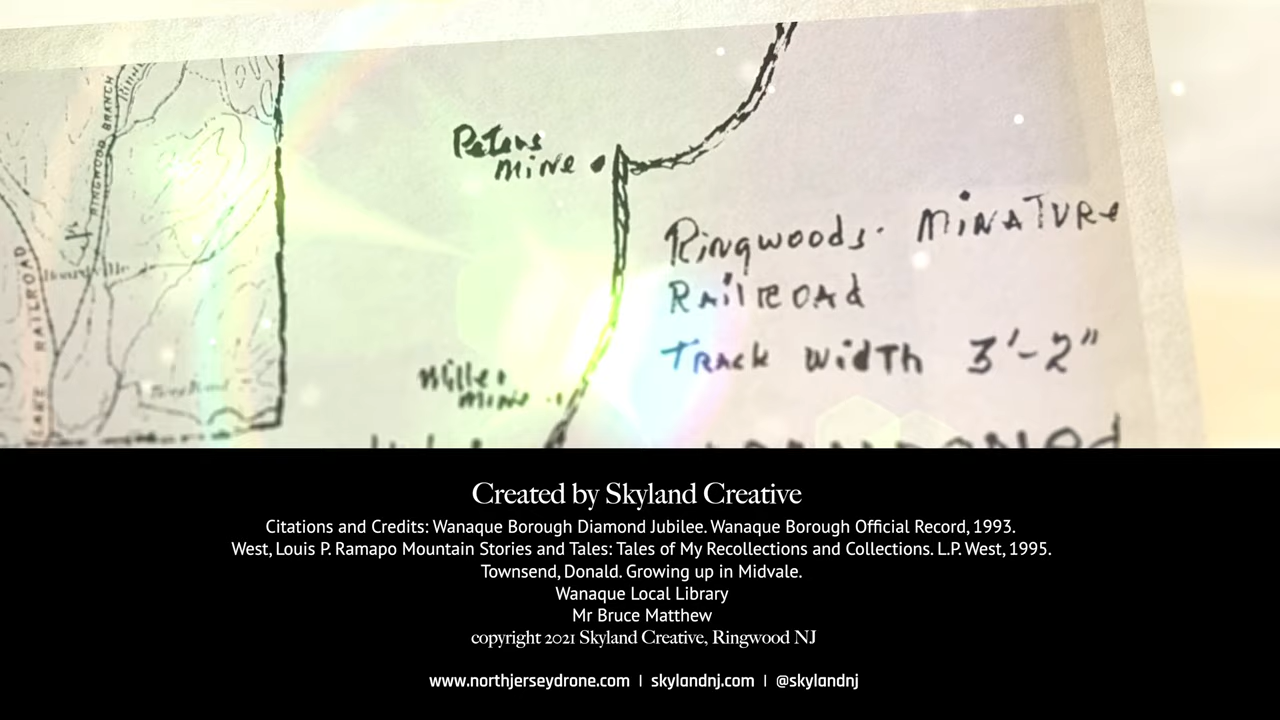 RINGWOOD BRANCH
RAILROAD
Peters
Mine
Ringwoods. MiNATURe
RAilROAd
TRACK WidTH 3'-2"
Miller
Mine
Created by Skyland Creative
Citations and Credits: Wanaque Borough Diamond Jubilee. Wanaque Borough Official Record, 1993.
West, Louis P. Ramapo Mountain Stories and Tales: Tales of My Recollections and Collections. L.P. West, 1995.
Townsend, Donald. Growing up in Midvale.
Wanaque Local Library
Mr Bruce Matthew
copyright 2021 Skyland Creative, Ringwood NJ
www.northjerseydrone.com | skylandnj.com | @skylandnj